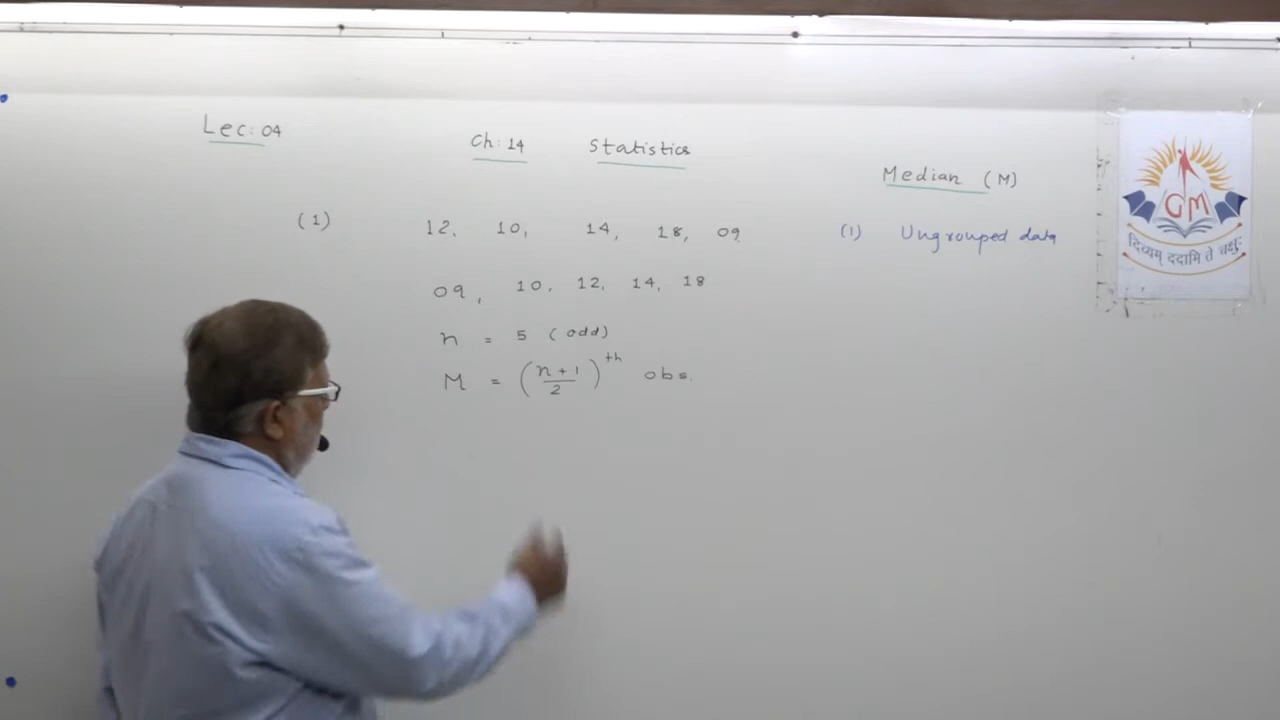 Lec: 04
Ch: 14 Statistics
Median (M)
(1) 12, 10, 14, 18, 09
(1) Ungrouped data
09, 10, 12, 14, 18
n = 5 (odd)
M = (n+1/2)th obs.
GM
दिव्यम् ददामि ते चक्षुः